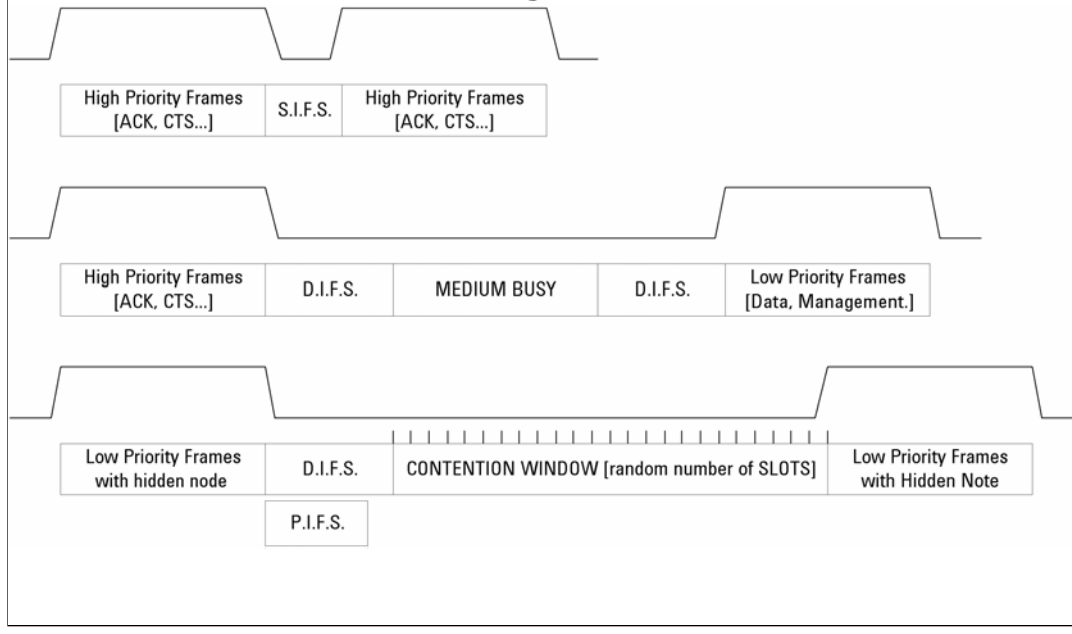 High Priority Frames
[ACK, CTS...]
S.I.F.S.
High Priority Frames
[ACK, CTS...]
High Priority Frames
[ACK, CTS...]
D.I.F.S.
MEDIUM BUSY
D.I.F.S.
Low Priority Frames
[Data, Management.]
Low Priority Frames
with hidden node
D.I.F.S.
CONTENTION WINDOW [random number of SLOTS]
Low Priority Frames
with Hidden Note
P.I.F.S.